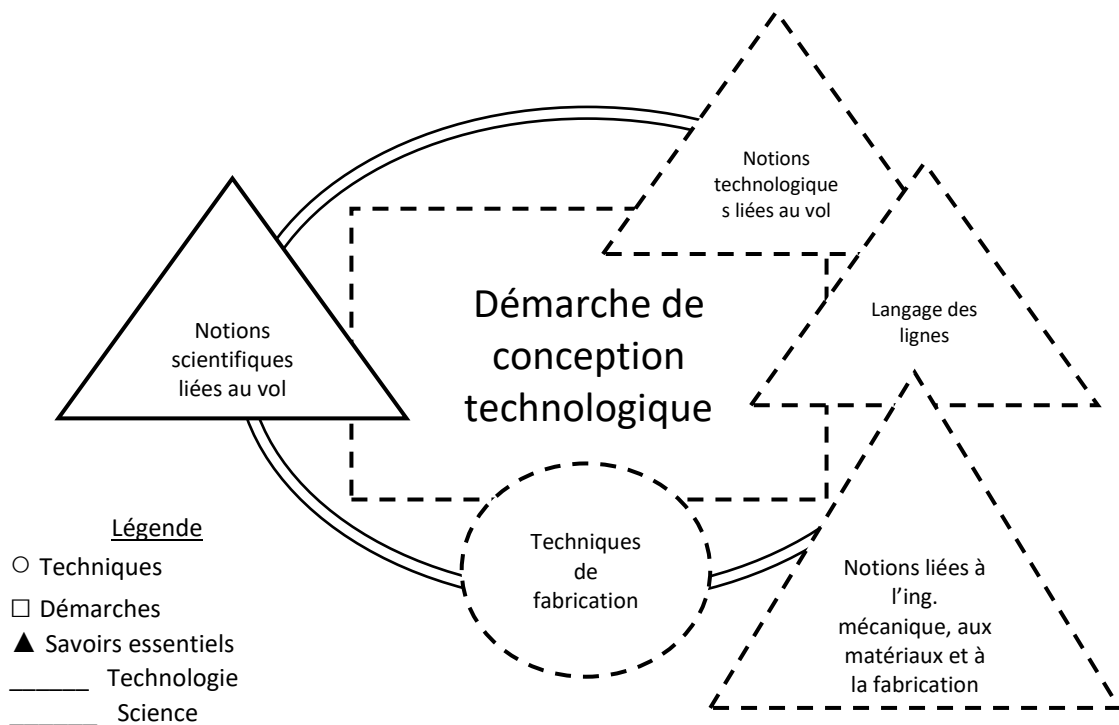 Notions
technologique
s liées au vol
Notions
scientifiques
liées au vol
Démarche de
conception
technologique
Langage des
lignes
Techniques
de
fabrication
Notions liées à
l’ing.
mécanique, aux
matériaux et à
la fabrication
Légende
○ Techniques
□ Démarches
▲ Savoirs essentiels
______ Technologie
_______ Science